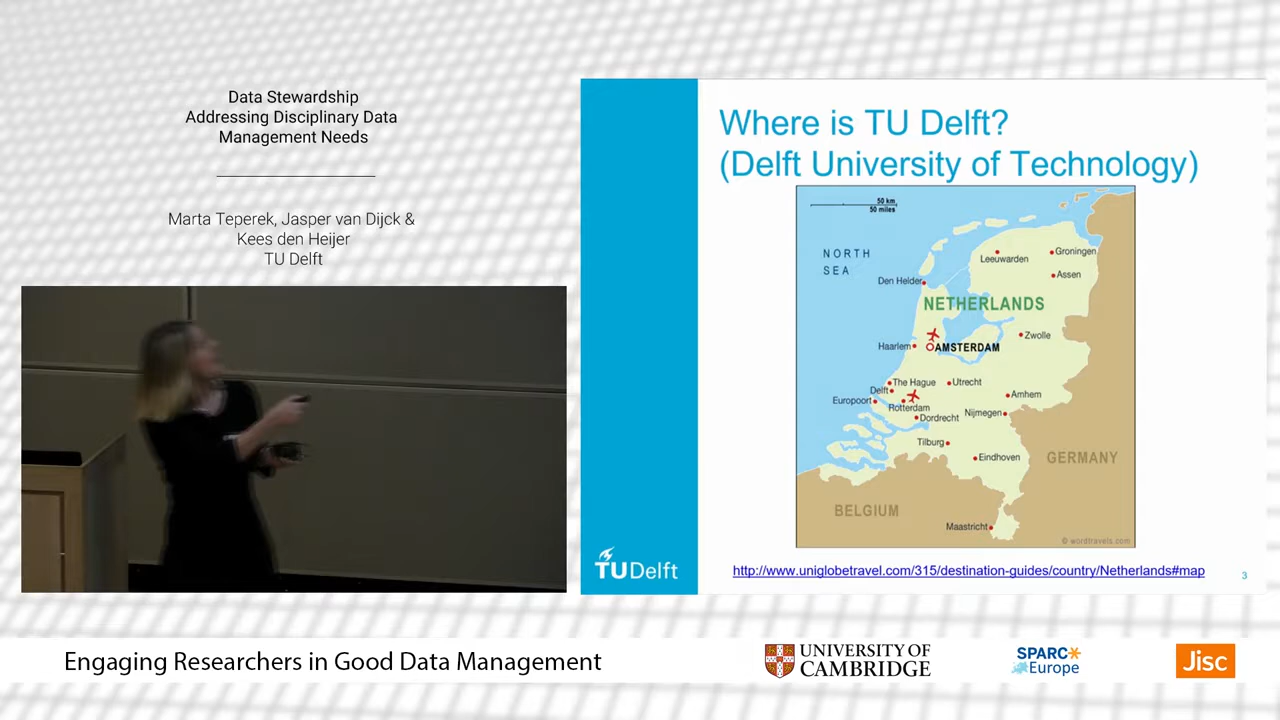 Data Stewardship
Addressing Disciplinary Data
Management Needs
Marta Teperek, Jasper van Dijck &
Kees den Heijer
TU Delft
Where is TU Delft?
(Delft University of Technology)
50 km
50 miles
NORTH
SEA
Leeuwarden
Groningen
Assen
Den Helder
NETHERLANDS
Zwolle
Haarlem
AMSTERDAM
The Hague
Utrecht
Delft
Europoort
Rotterdam
Arnhem
Dordrecht
Nijmegen
Tilburg
Eindhoven
GERMANY
BELGIUM
Maastricht
© wordtravels.com
TUDelft
http://www.uniglobetravel.com/315/destination-guides/country/Netherlands#map
3
Engaging Researchers in Good Data Management
UNIVERSITY OF
CAMBRIDGE
SPARC
Europe
Jisc